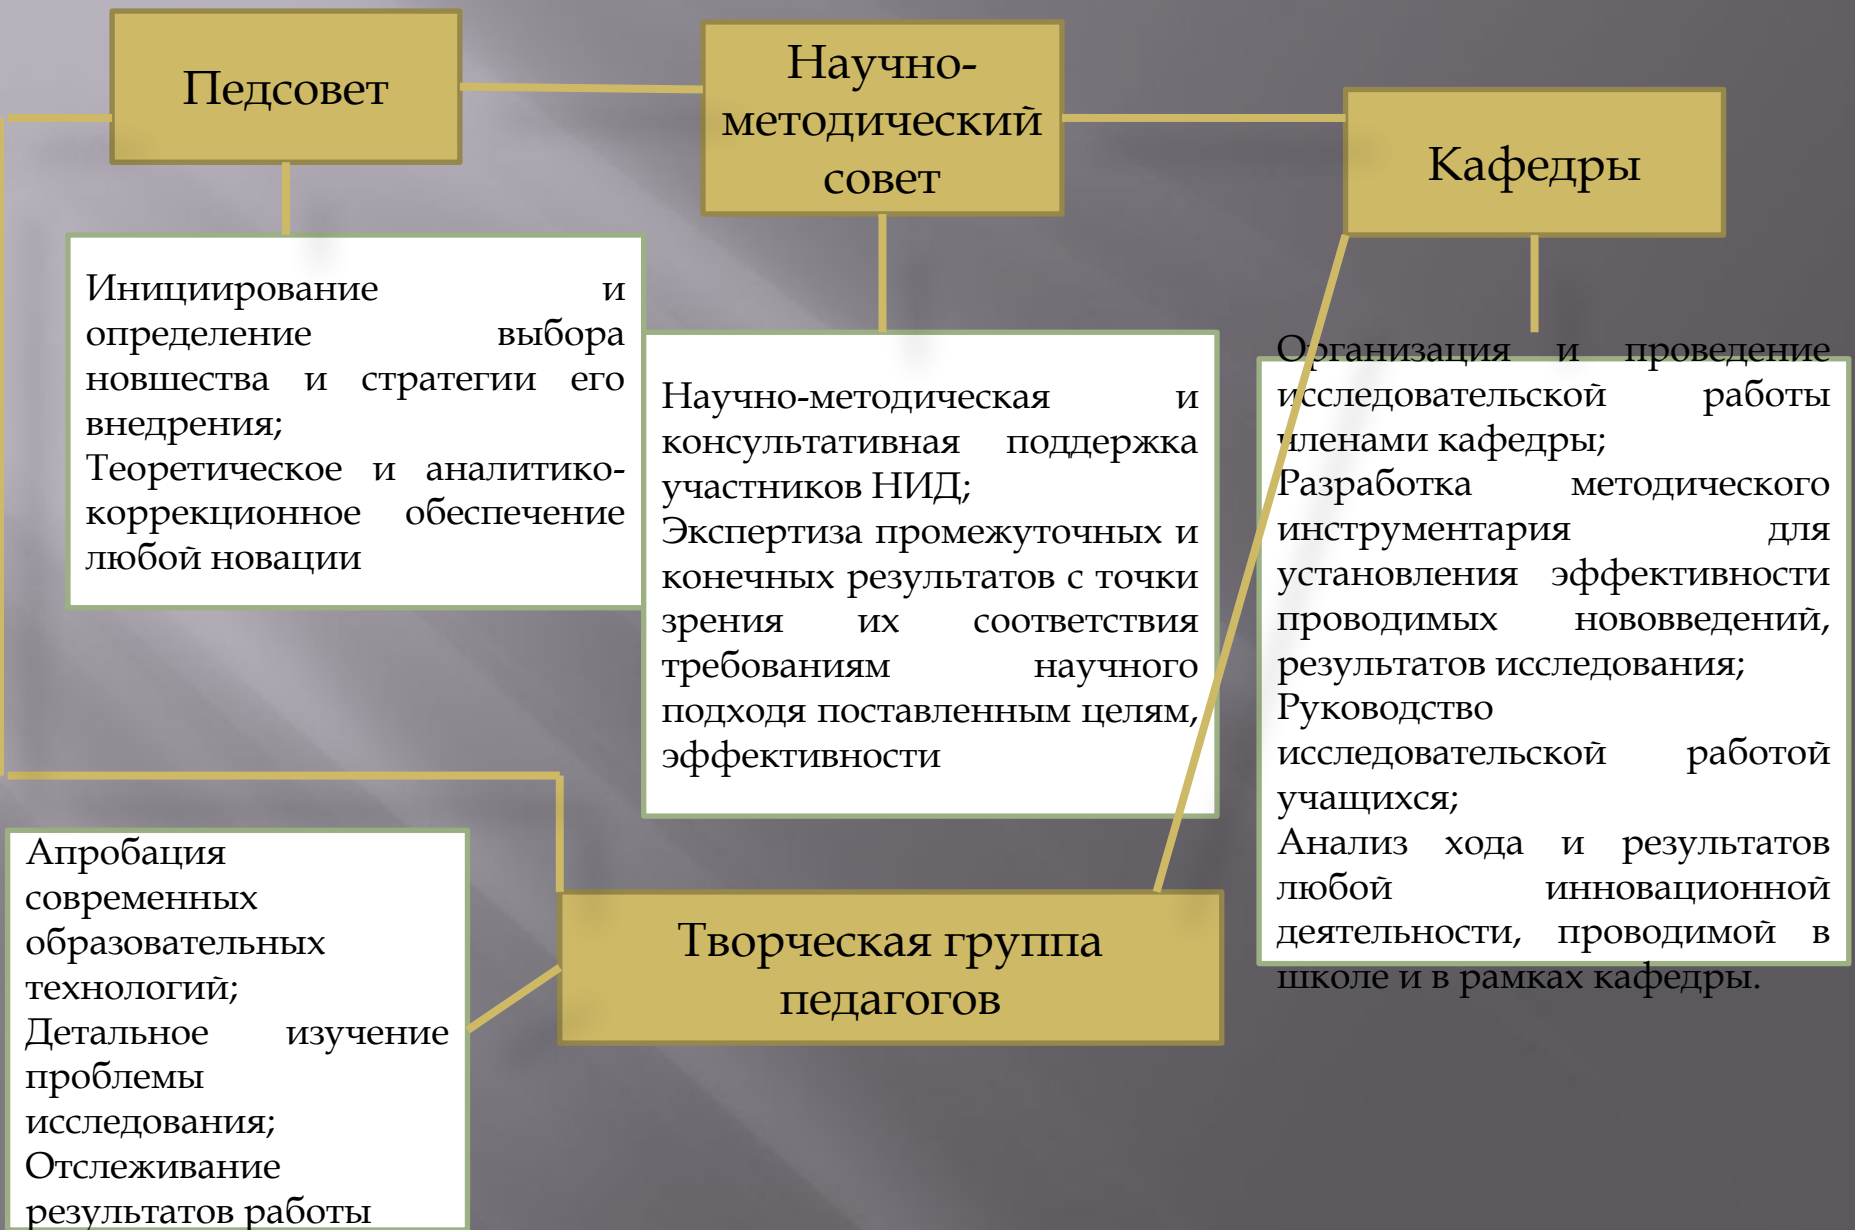 Педсовет
Научно-
методический
совет
Кафедры
Инициирование и
определение выбора
новшества и стратегии его
внедрения;
Теоретическое и аналитико-
коррекционное обеспечение
любой новации
Научно-методическая и
консультативная поддержка
участников НИД;
Экспертиза промежуточных и
конечных результатов с точки
зрения их соответствия
требованиям научного
подходя поставленным целям,
эффективности
Организация и проведение
исследовательской работы
членами кафедры;
Разработка методического
инструментария для
установления эффективности
проводимых нововведений,
результатов исследования;
Руководство
исследовательской работой
учащихся;
Анализ хода и результатов
любой инновационной
деятельности, проводимой в
школе и в рамках кафедры.
Апробация
современных
образовательных
технологий;
Детальное изучение
проблемы
исследования;
Отслеживание
результатов работы
Творческая группа
педагогов